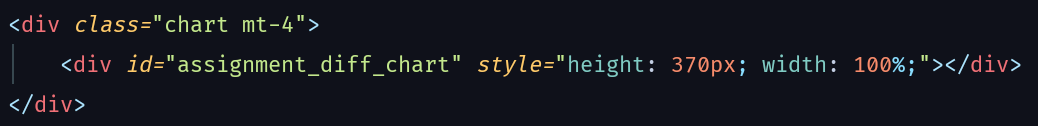 <div class="chart mt-4">
    <div id="assignment_diff_chart" style="height: 370px; width: 100%;"></div>
</div>